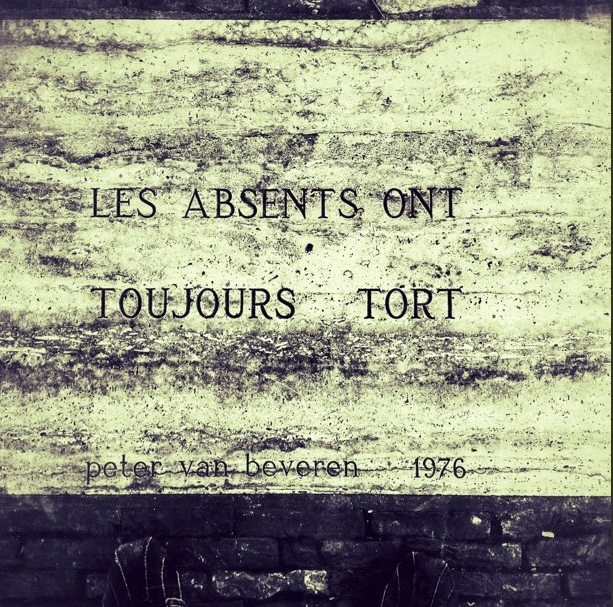 LES ABSENTS ONT
TOUJOURS TORT
peter van beveren 1976